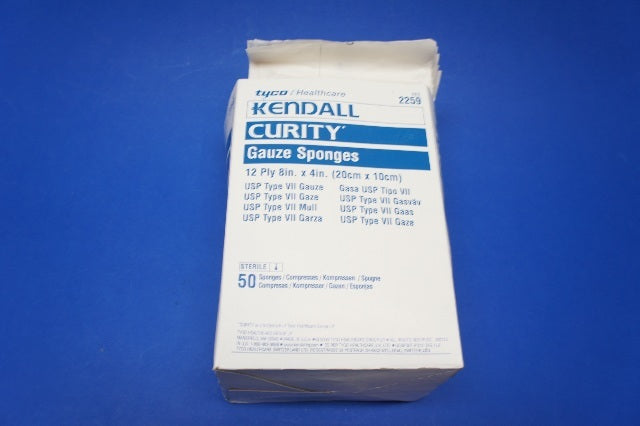 tyco / Healthcare
2259
KENDALL
CURITY
Gauze Sponges
12 Ply 8in. x 4in. (20cm x 10cm)
USP Type VII Gauze Gasa USP Tipo VII
USP Type VII Gaze USP Type VII Gasväv
USP Type VII Mull USP Type VII Gaas
USP Type VII Garza USP Type VII Gaze
STERILE
50 Sponges / Compresses / Kompressen / Spugne
Compresas / Kompresser / Gazen / Esponjas